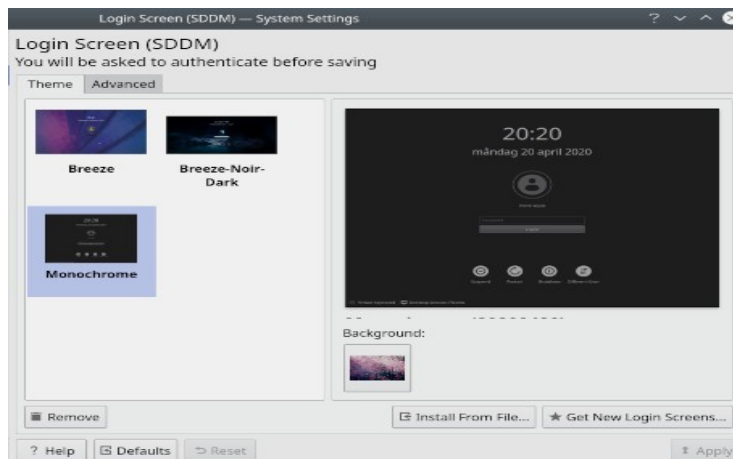 Login Screen (SDDM) — System Settings
Login Screen (SDDM)
You will be asked to authenticate before saving
Theme Advanced
Breeze
Breeze-Noir-
Dark
Monochrome
20:20
måndag 20 april 2020
Background:
Remove
Install From File...
Get New Login Screens...
? Help
Defaults
Reset
Apply